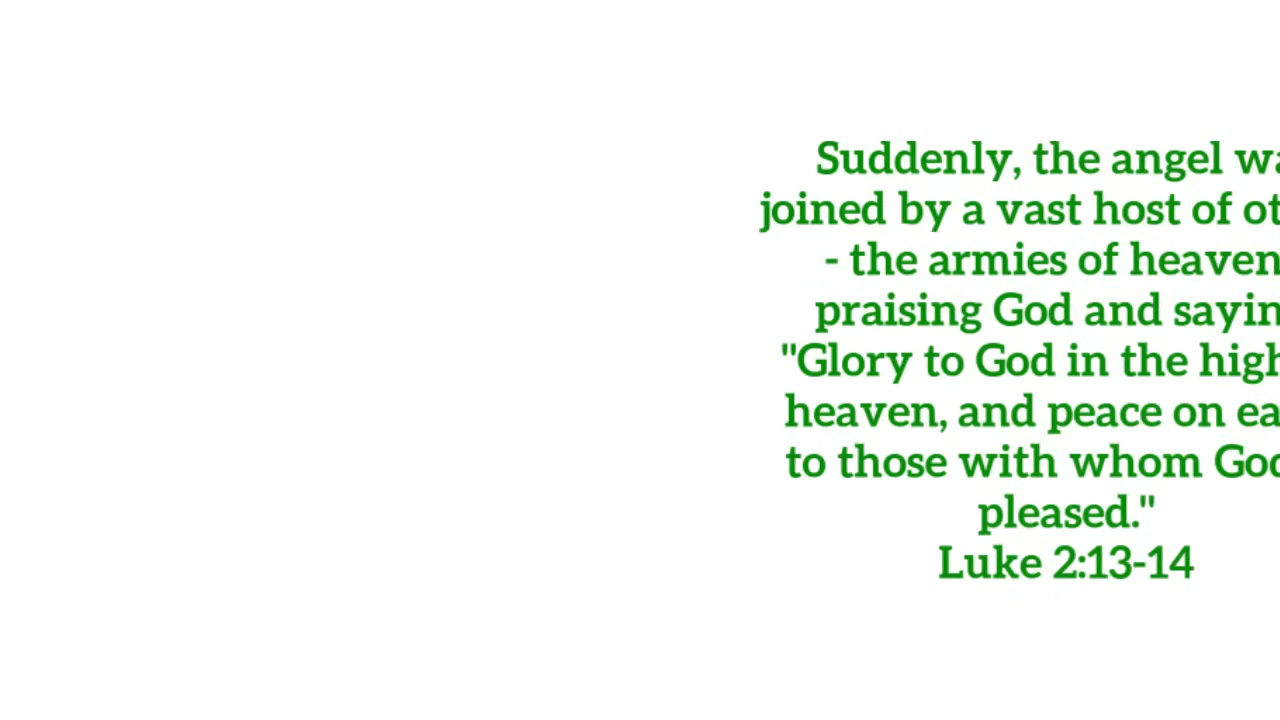 Suddenly, the angel wa
joined by a vast host of ot
- the armies of heaven
praising God and sayin
"Glory to God in the high
heaven, and peace on ea
to those with whom God
pleased."
Luke 2:13-14